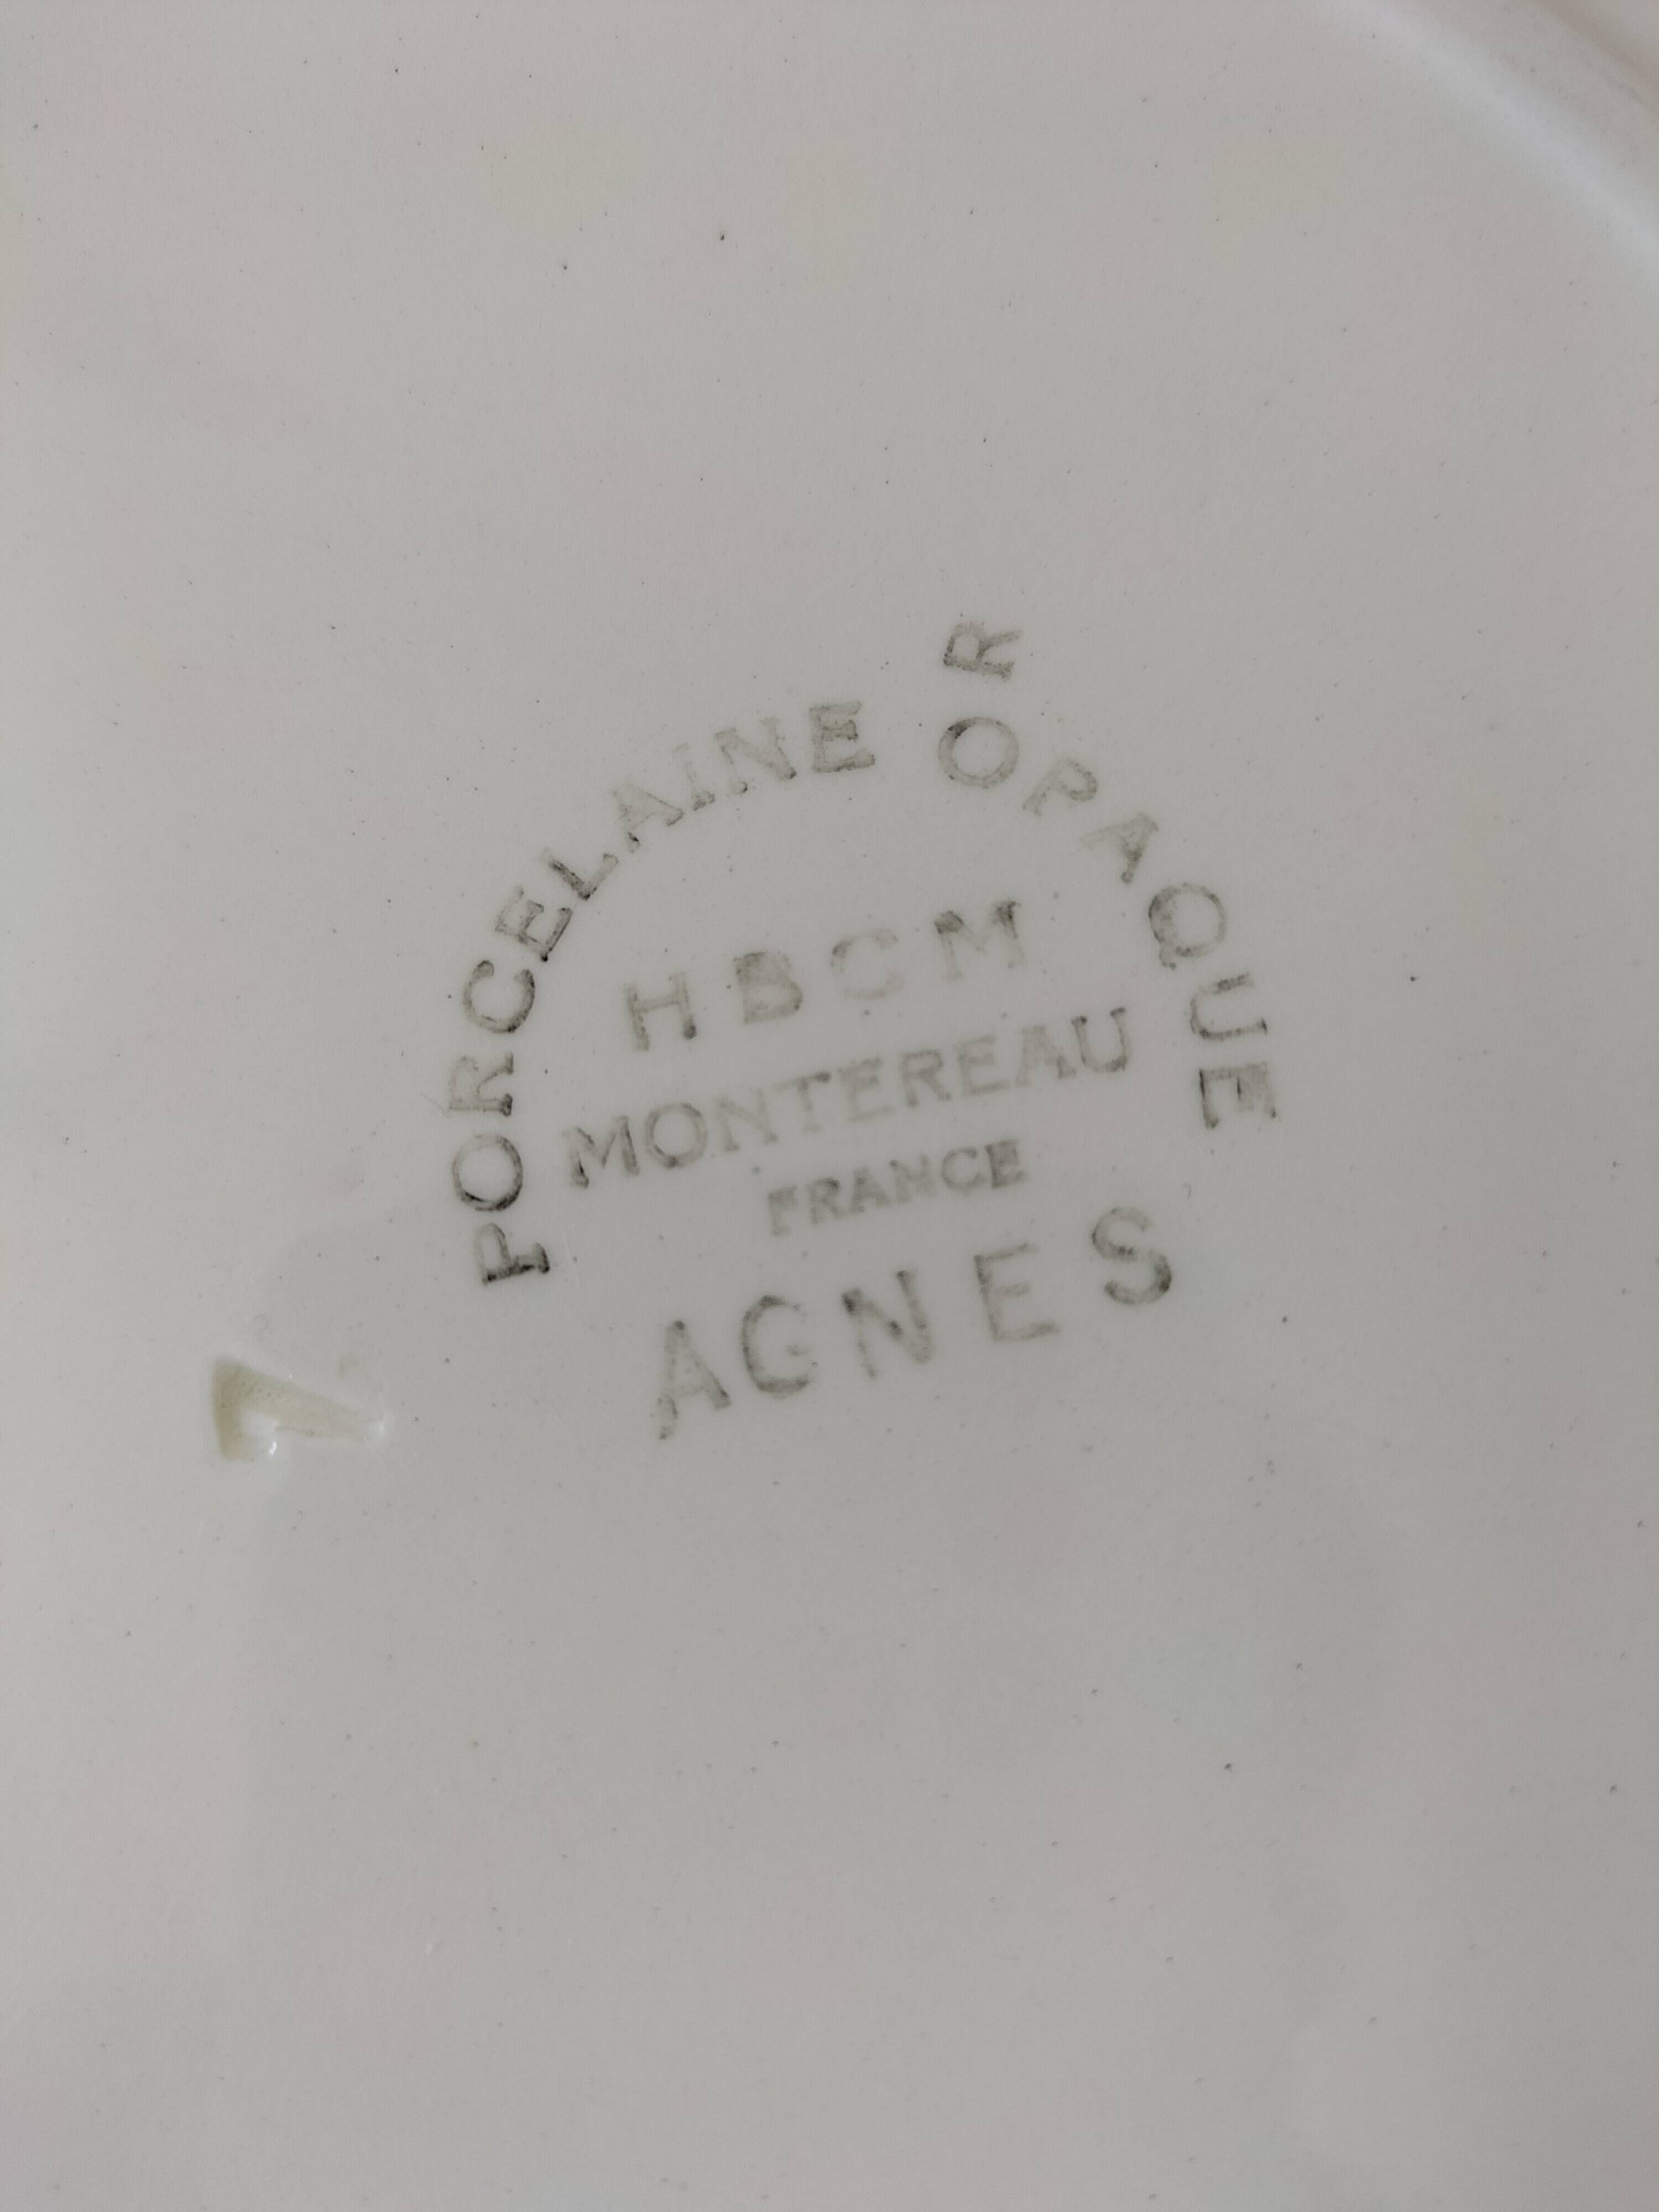 R
PORCELAINE OPAQUE
HBCM
MONTEREAU
FRANCE
AGNES